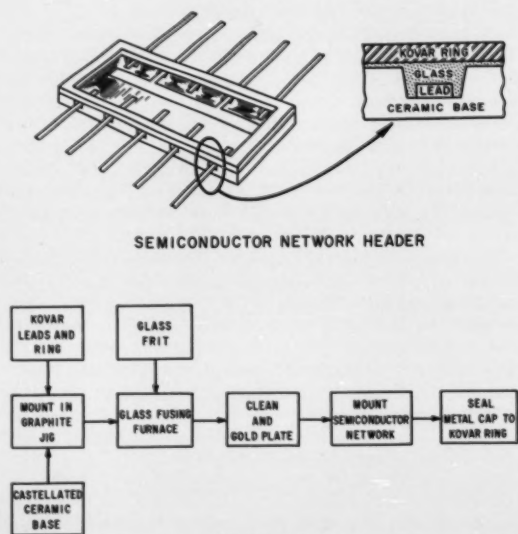 KOVAR RING
GLASS
LEAD
CERAMIC BASE
SEMICONDUCTOR NETWORK HEADER
KOVAR
LEADS AND
RING
GLASS
FRIT
MOUNT IN
GRAPHITE
JIG
GLASS FUSING
FURNACE
CLEAN
AND
GOLD PLATE
MOUNT
SEMICONDUCTOR
NETWORK
SEAL
METAL CAP TO
KOVAR RING
CASTELLATED
CERAMIC
BASE